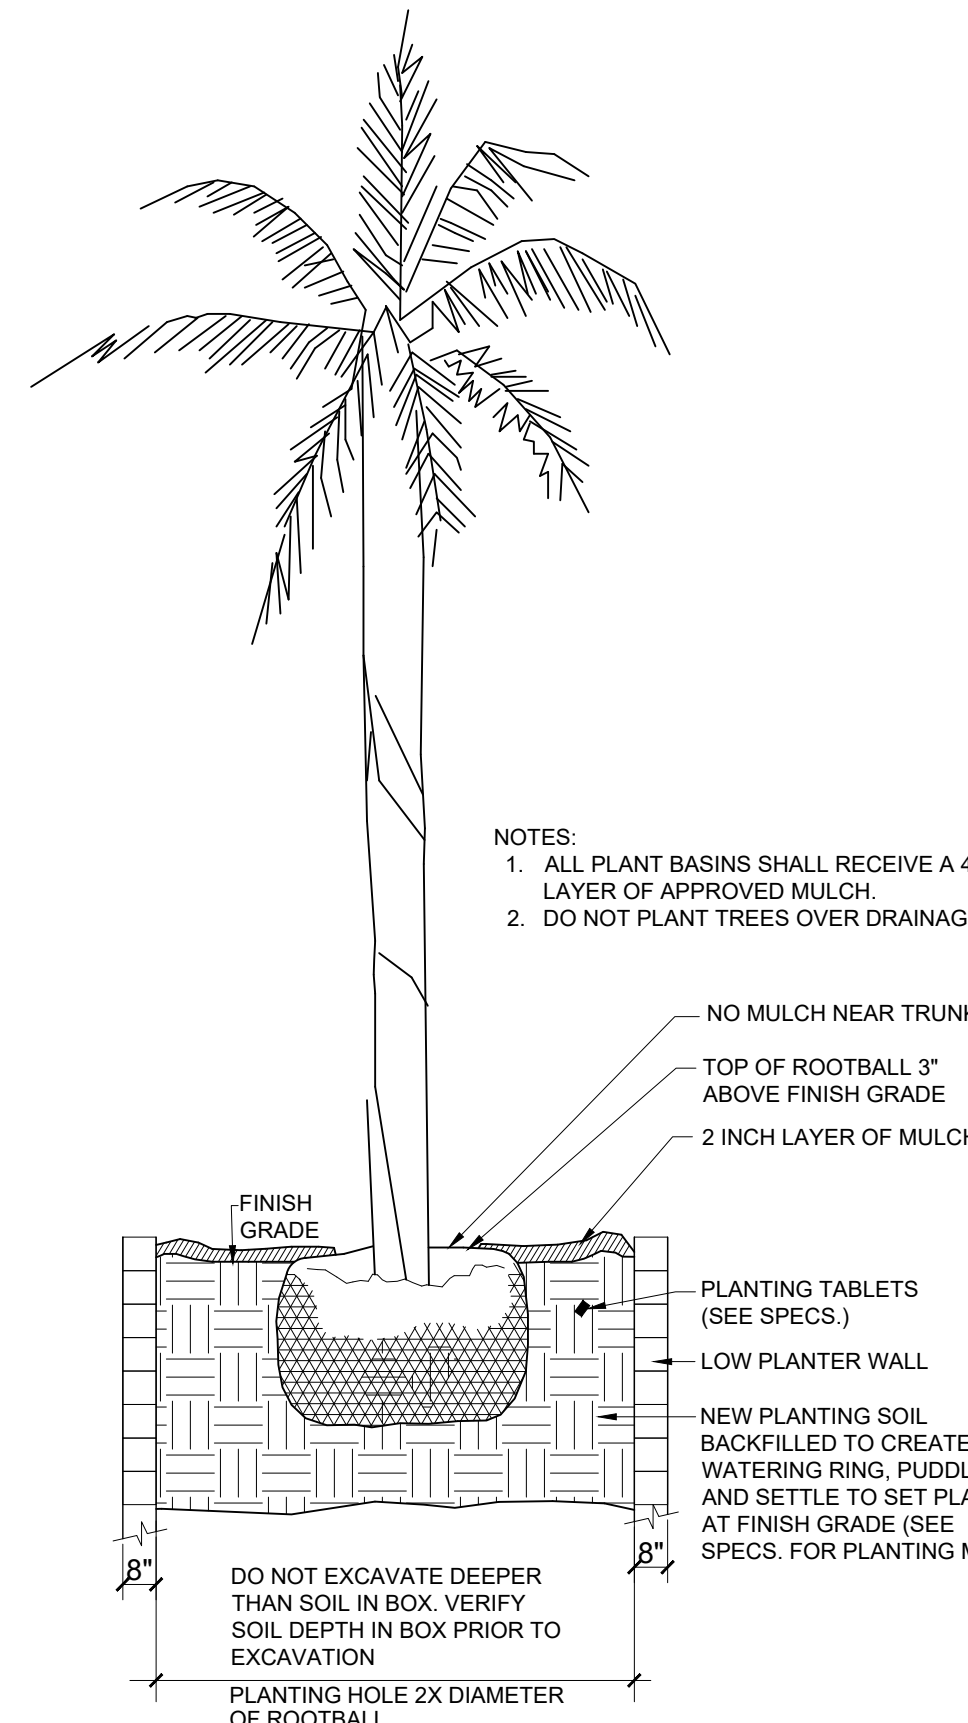 NOTES:
1. ALL PLANT BASINS SHALL RECEIVE A 4
LAYER OF APPROVED MULCH.
2. DO NOT PLANT TREES OVER DRAINAG
NO MULCH NEAR TRUNK
TOP OF ROOTBALL 3"
ABOVE FINISH GRADE
2 INCH LAYER OF MULCH
FINISH
GRADE
PLANTING TABLETS
(SEE SPECS.)
LOW PLANTER WALL
NEW PLANTING SOIL
BACKFILLED TO CREATE
WATERING RING, PUDDL
AND SETTLE TO SET PLA
AT FINISH GRADE (SEE
SPECS. FOR PLANTING M
8"
8"
DO NOT EXCAVATE DEEPER
THAN SOIL IN BOX. VERIFY
SOIL DEPTH IN BOX PRIOR TO
EXCAVATION
PLANTING HOLE 2X DIAMETER
OF ROOTBALL